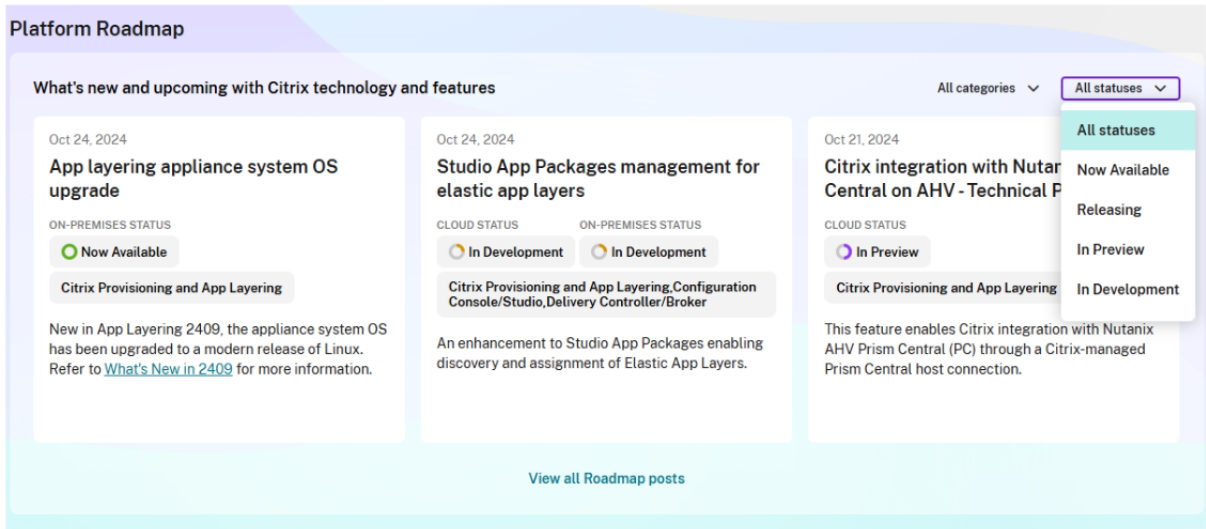 Platform Roadmap
What's new and upcoming with Citrix technology and features
All categories
All statuses
All statuses
Now Available
Releasing
In Preview
In Development
Oct 24, 2024
App layering appliance system OS
upgrade
ON-PREMISES STATUS
Now Available
Citrix Provisioning and App Layering
New in App Layering 2409, the appliance system OS
has been upgraded to a modern release of Linux.
Refer to What's New in 2409 for more information.
Oct 24, 2024
Studio App Packages management for
elastic app layers
CLOUD STATUS
ON-PREMISES STATUS
In Development
In Development
Citrix Provisioning and App Layering,Configuration
Console/Studio,Delivery Controller/Broker
An enhancement to Studio App Packages enabling
discovery and assignment of Elastic App Layers.
Oct 21, 2024
Citrix integration with
Central on AHV - Technical
CLOUD STATUS
In Preview
Citrix Provisioning and App Layering
This feature enables Citrix integration with Nutanix
AHV Prism Central (PC) through a Citrix-managed
Prism Central host connection.
View all Roadmap posts